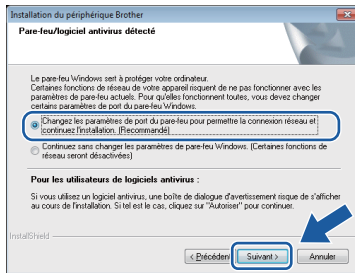 Installation du périphérique Brother
Pare-feu/logiciel antivirus détecté
Le pare-feu Windows sert à protéger votre ordinateur.
Certaines fonctions de réseau de votre appareil risquent de ne pas fonctionner avec les
paramètres de pare-feu actuels. Pour qu'elles fonctionnent toutes, vous devez changer
certains paramètres de port du pare-feu Windows.
Changez les paramètres de port du pare-feu pour permettre la connexion réseau et
continuez l'installation. (Recommandé)
Continuez sans changer les paramètres de pare-feu Windows. (Certaines fonctions de
réseau seront désactivées)
Pour les utilisateurs de logiciels antivirus :
Si vous utilisez un logiciel antivirus, une boîte de dialogue d'avertissement risque de s'afficher
au cours de l'installation. Si tel est le cas, cliquez sur "Autoriser" pour continuer.
InstallShield
< Précédent
Suivant >
Annuler